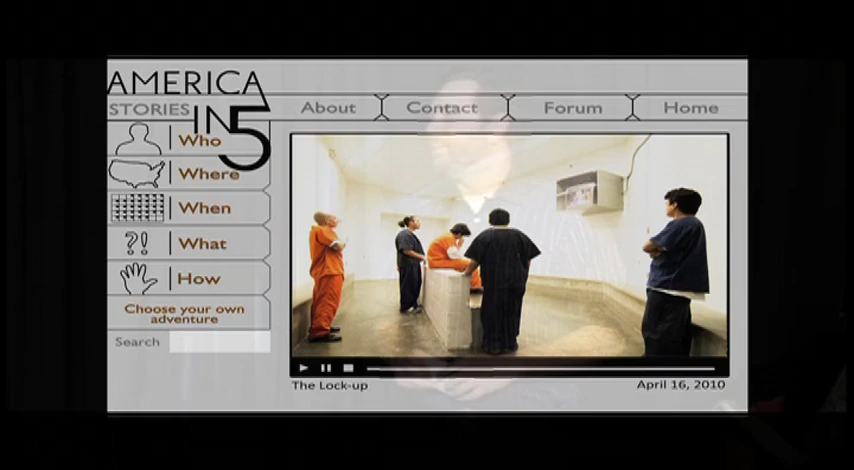 AMERICA
STORIES
IN 5
About Contact Forum Home
Who
Where
When
?! What
How
Choose your own
adventure
Search
The Lock-up April 16, 2010